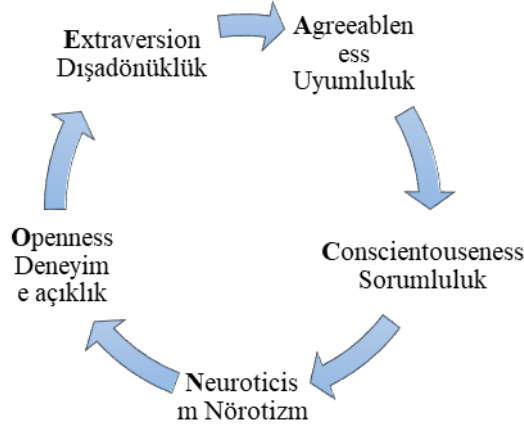 Extraversion
Dışadönüklük
Agreeablen
ess
Uyumluluk
Conscientouseness
Sorumluluk
Neuroticis
m Nörotizm
Openness
Deneyim
e açıklık